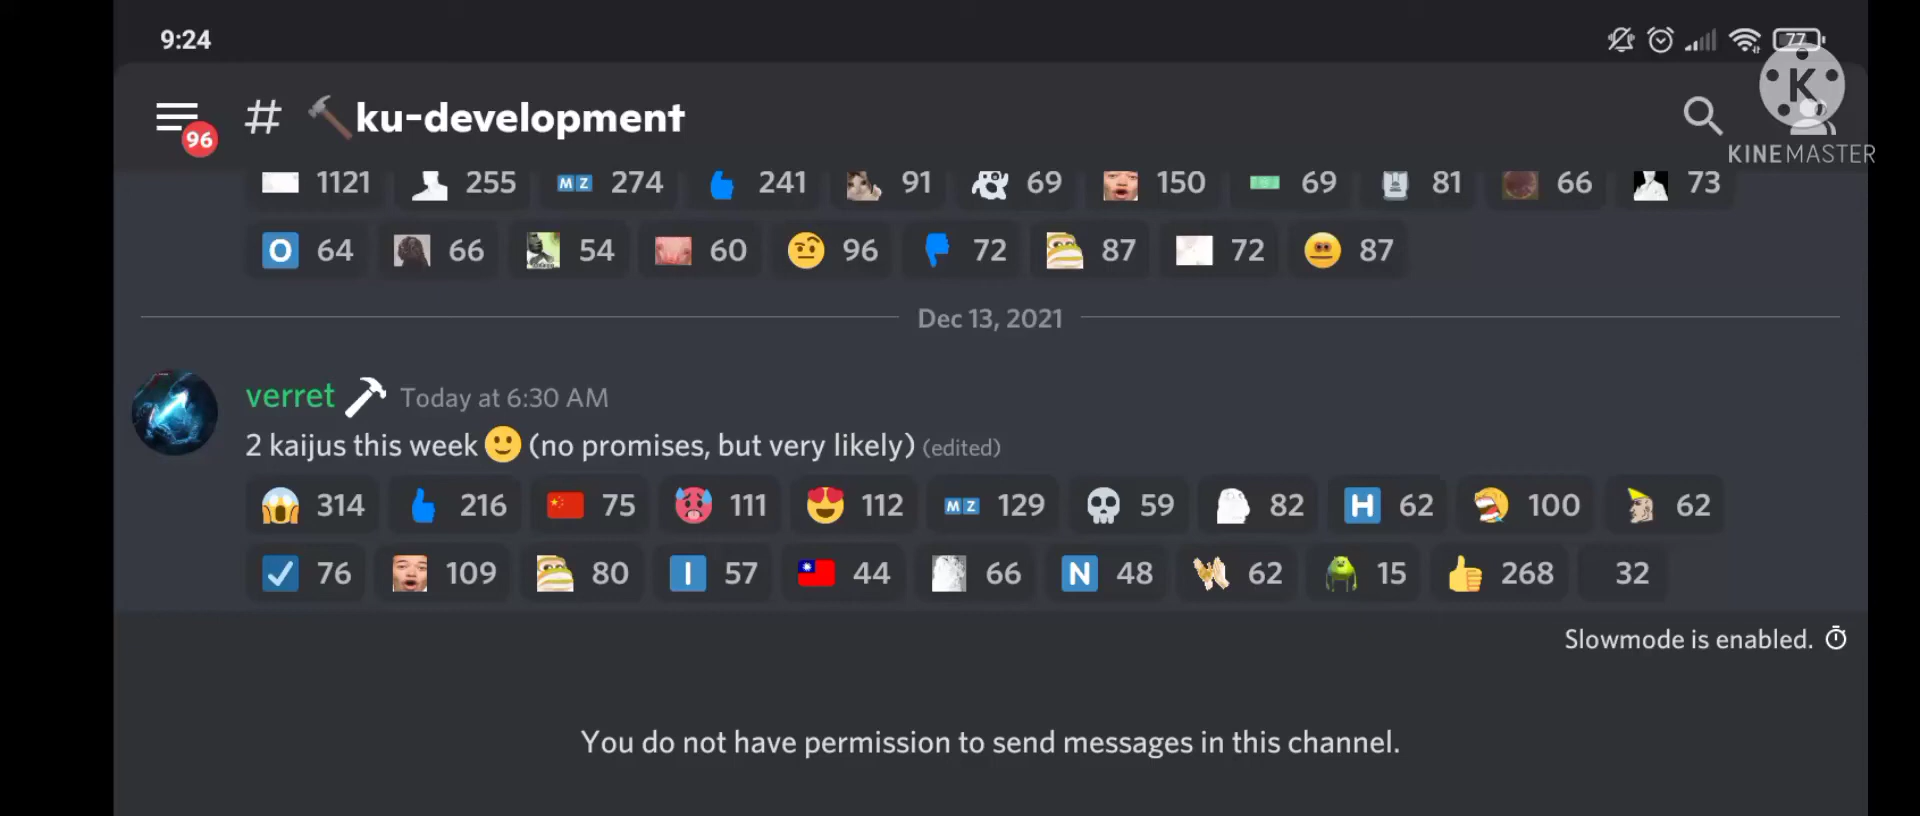 9:24
77
96
# ku-development
K
KINEMASTER
1121 255 MZ 274 241 91 69 150 69 81 66 73
O 64 66 54 60 96 72 87 72 87
Dec 13, 2021
verret Today at 6:30 AM
2 kaijus this week 🙂 (no promises, but very likely) (edited)
314 216 75 111 112 MZ 129 59 82 H 62 100 62
76 109 80 I 57 44 66 N 48 62 15 268 32
Slowmode is enabled.
You do not have permission to send messages in this channel.